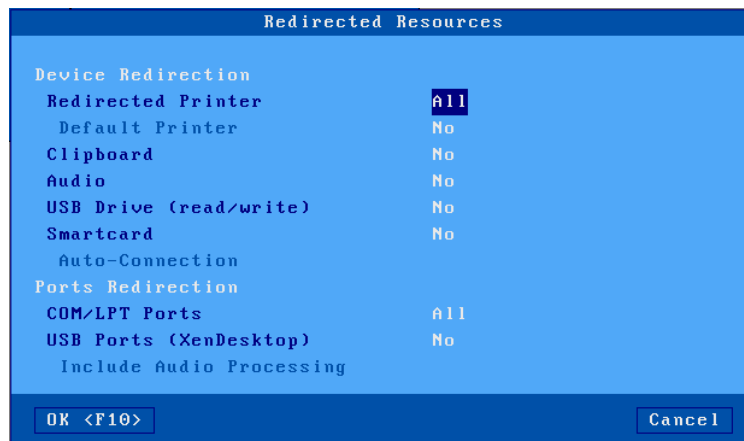 Redirected Resources
Device Redirection
Redirected Printer All
Default Printer No
Clipboard No
Audio No
USB Drive (read/write) No
Smartcard No
Auto-Connection
Ports Redirection
COM/LPT Ports All
USB Ports (XenDesktop) No
Include Audio Processing
OK <F10> Cancel